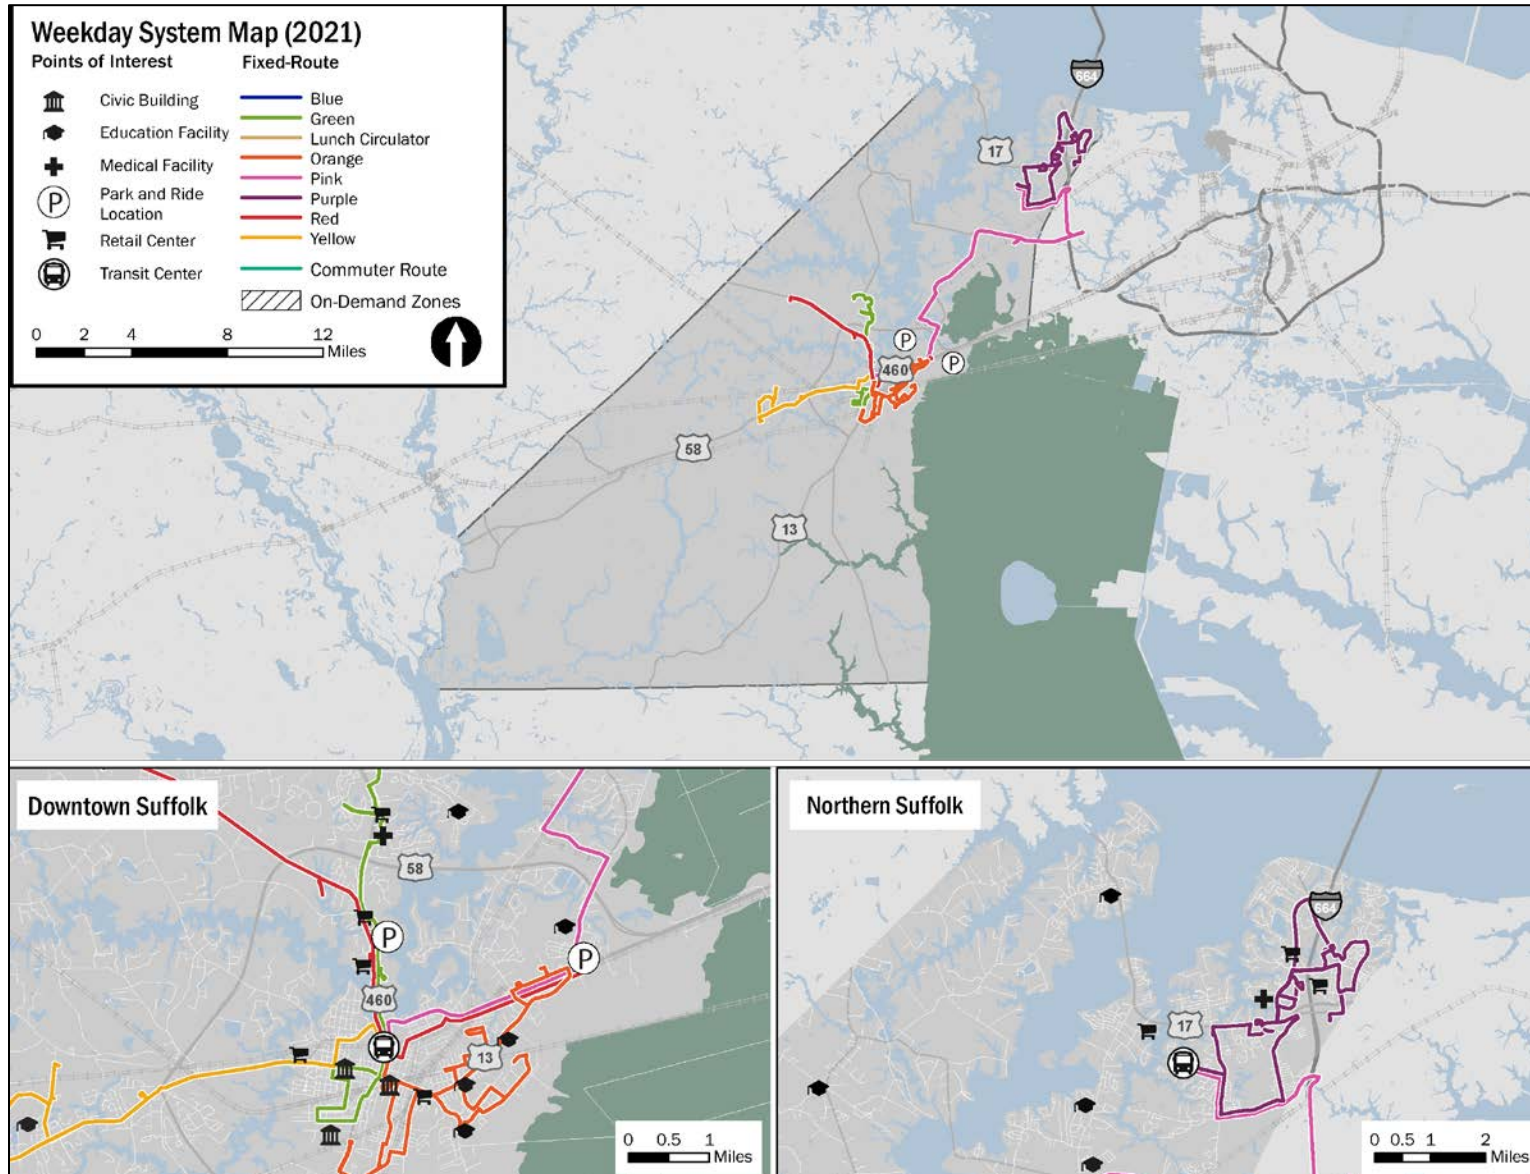 Weekday System Map (2021)
Points of Interest
Fixed-Route
Civic Building
Education Facility
Medical Facility
P
Park and Ride
Location
Retail Center
Transit Center
Blue
Green
Lunch Circulator
Orange
Pink
Purple
Red
Yellow
Commuter Route
On-Demand Zones
0 2 4 8 12
Miles
664
17
P
P
460
58
13
Downtown Suffolk
58
P
P
460
13
0 0.5 1
Miles
Northern Suffolk
664
17
0 0.5 1 2
Miles